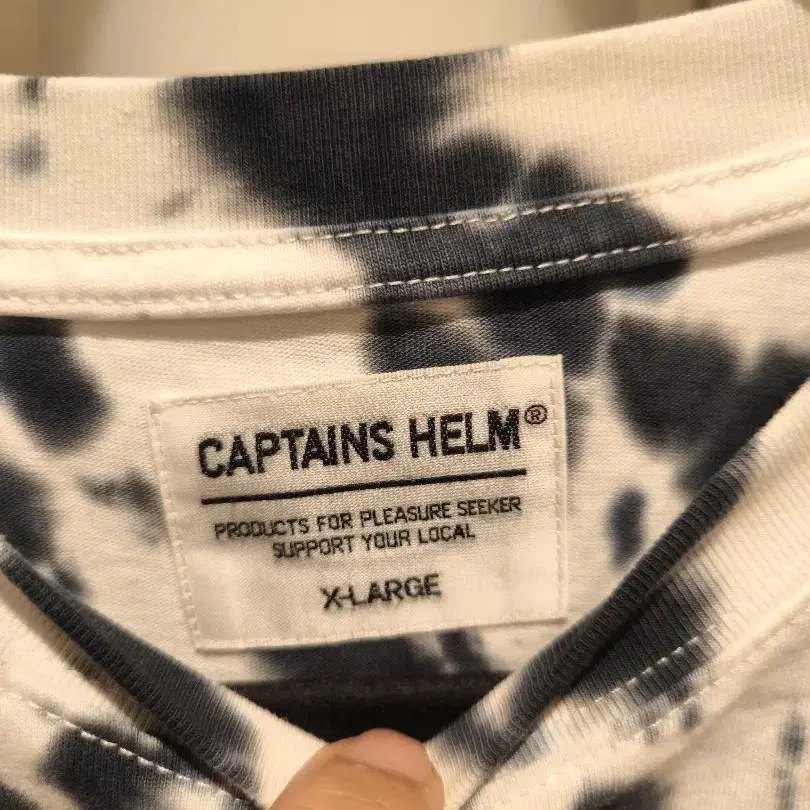 CAPTAINS HELM®
PRODUCTS FOR PLEASURE SEEKER
SUPPORT YOUR LOCAL
X-LARGE